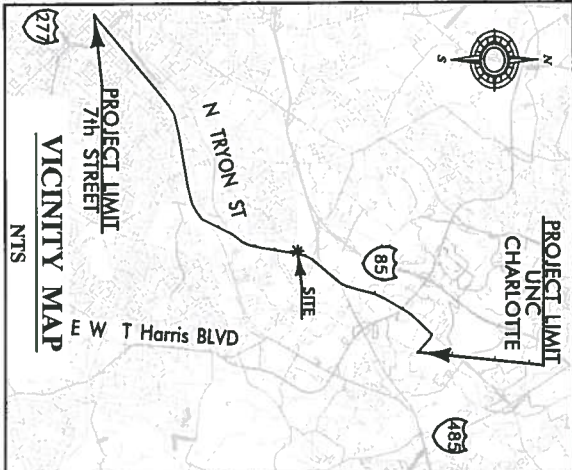 N
S
PROJECT LIMIT
UNC
CHARLOTTE
485
85
SITE
N TRYON ST
E W T Harris BLVD
PROJECT LIMIT
7th STREET
277
VICINITY MAP
NTS